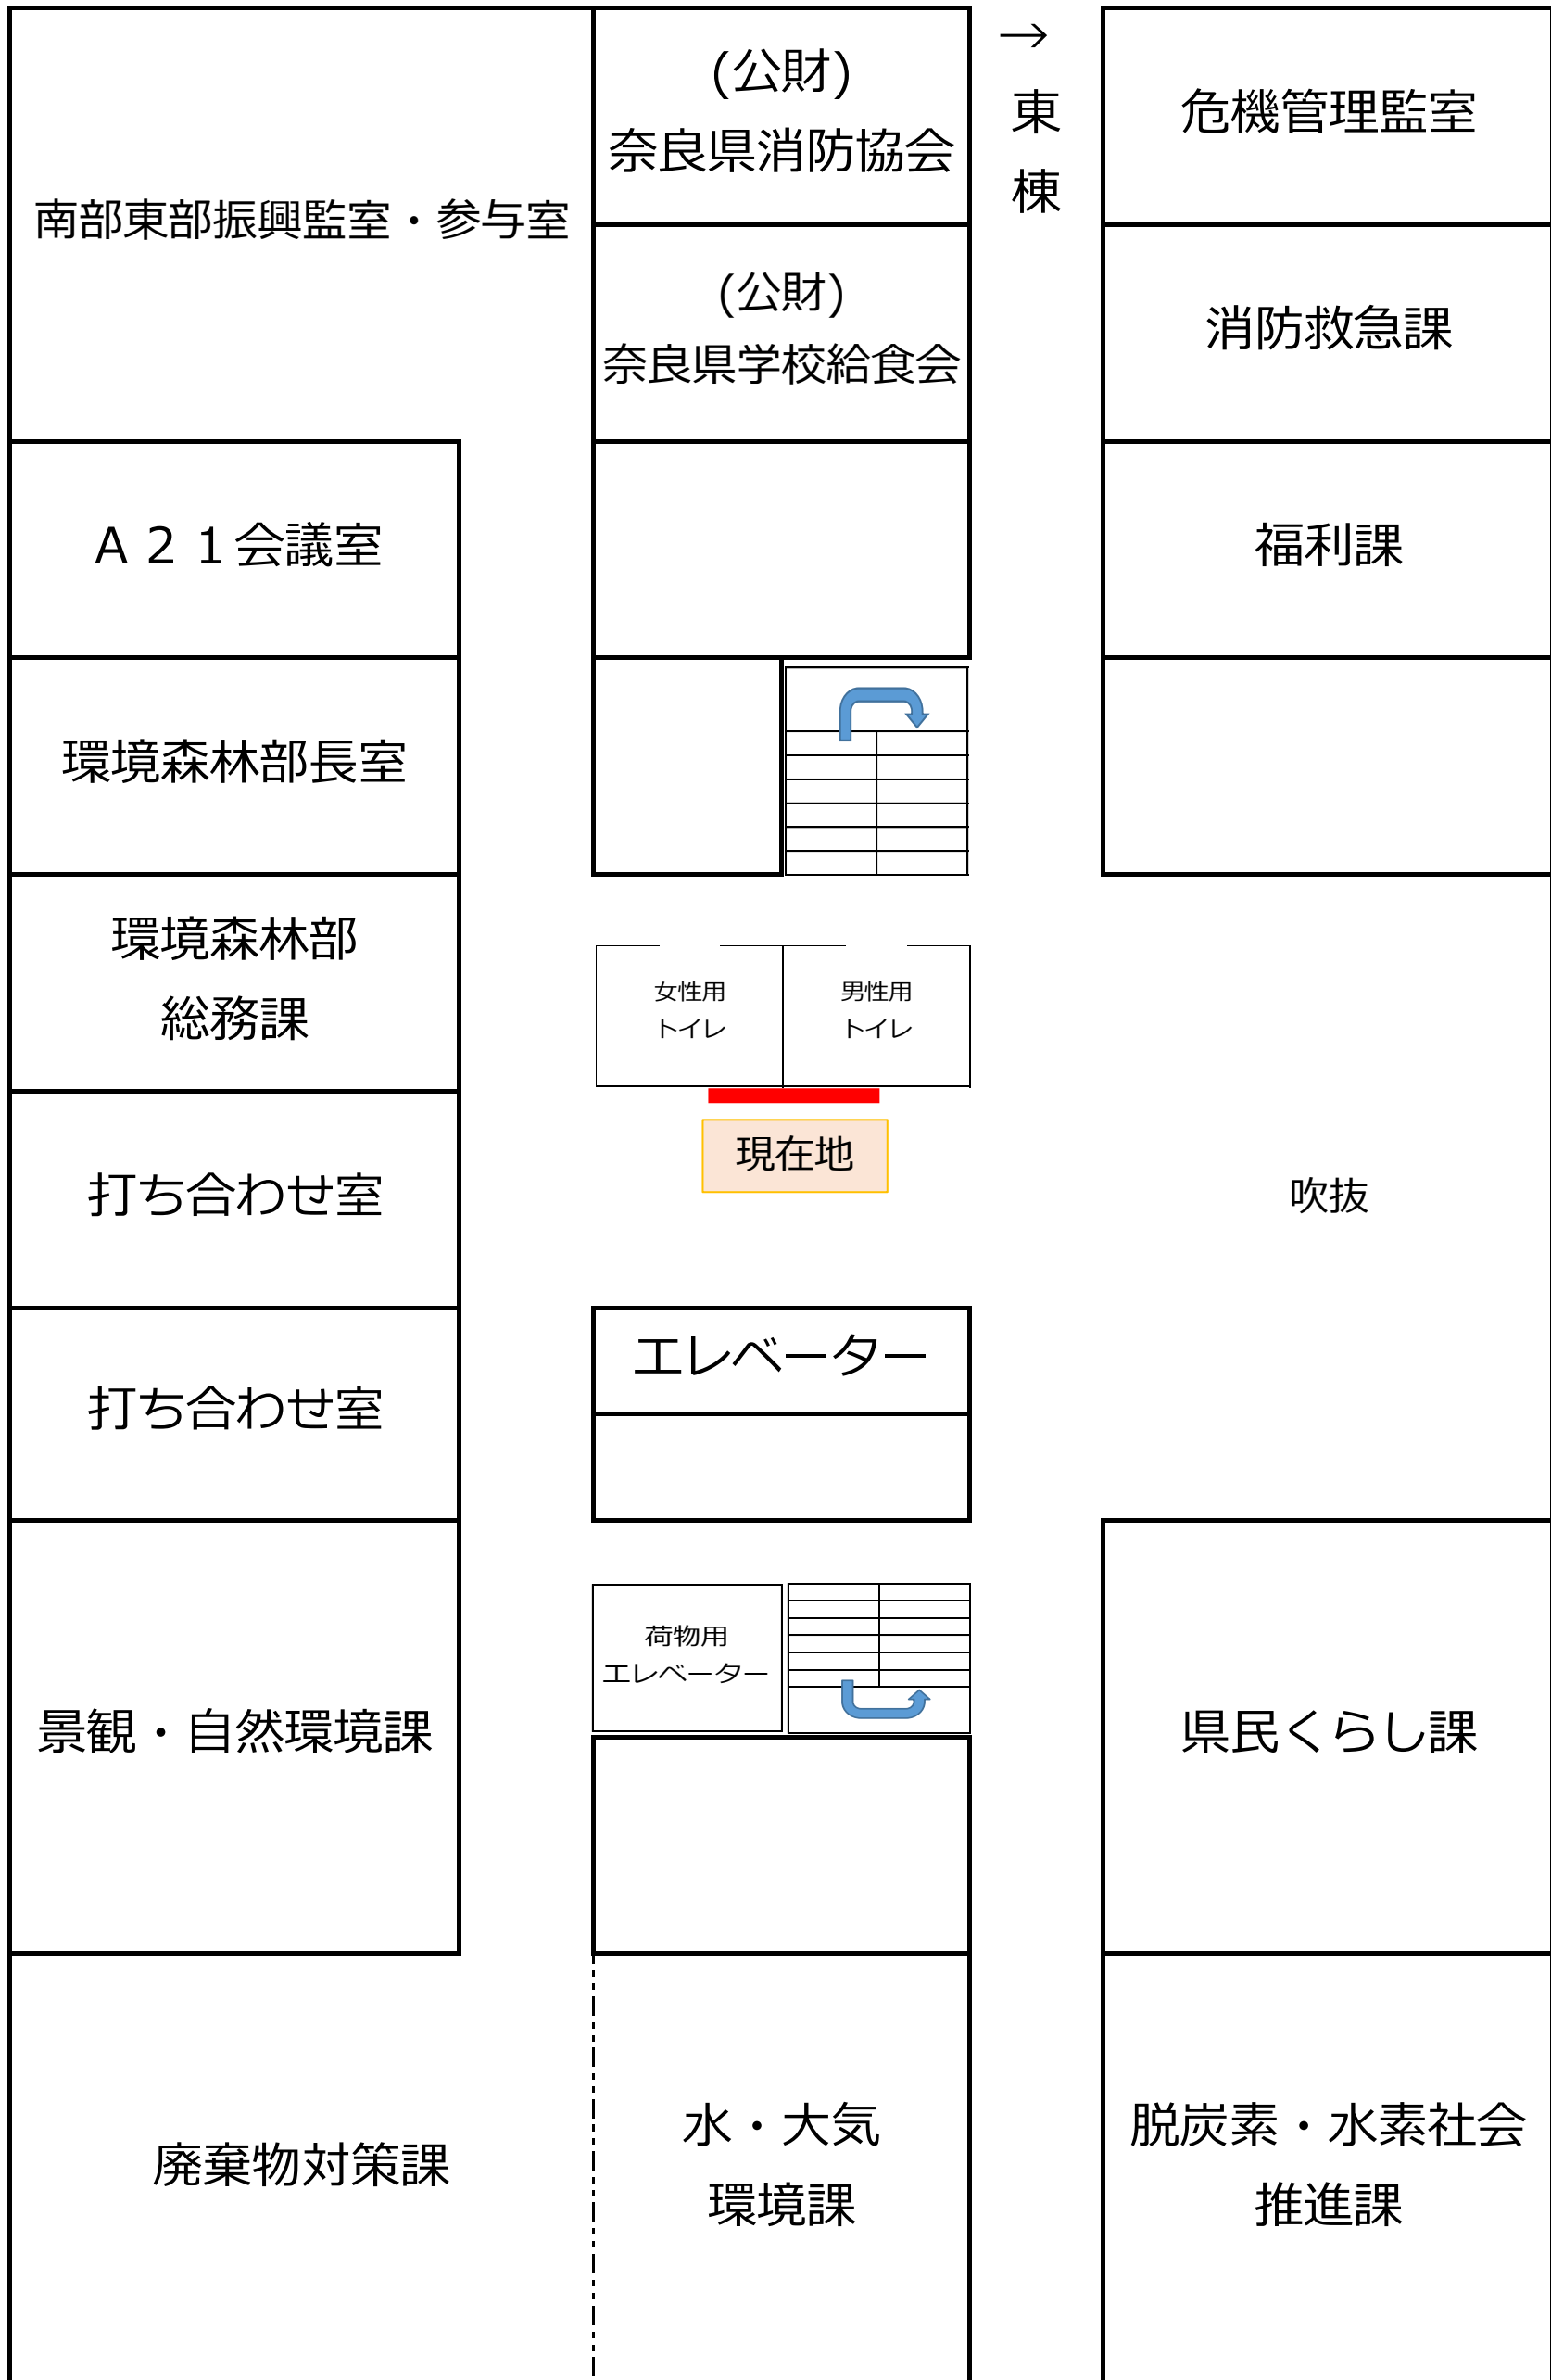 南部東部振興監室・参与室
(公財)
奈良県消防協会
→
東
棟
危機管理監室
(公財)
奈良県学校給食会
消防救急課
Ａ２１会議室
福利課
環境森林部長室
環境森林部
総務課
女性用
トイレ
男性用
トイレ
現在地
打ち合わせ室
吹抜
エレベーター
打ち合わせ室
荷物用
エレベーター
景観・自然環境課
県民くらし課
廃棄物対策課
水・大気
環境課
脱炭素・水素社会
推進課